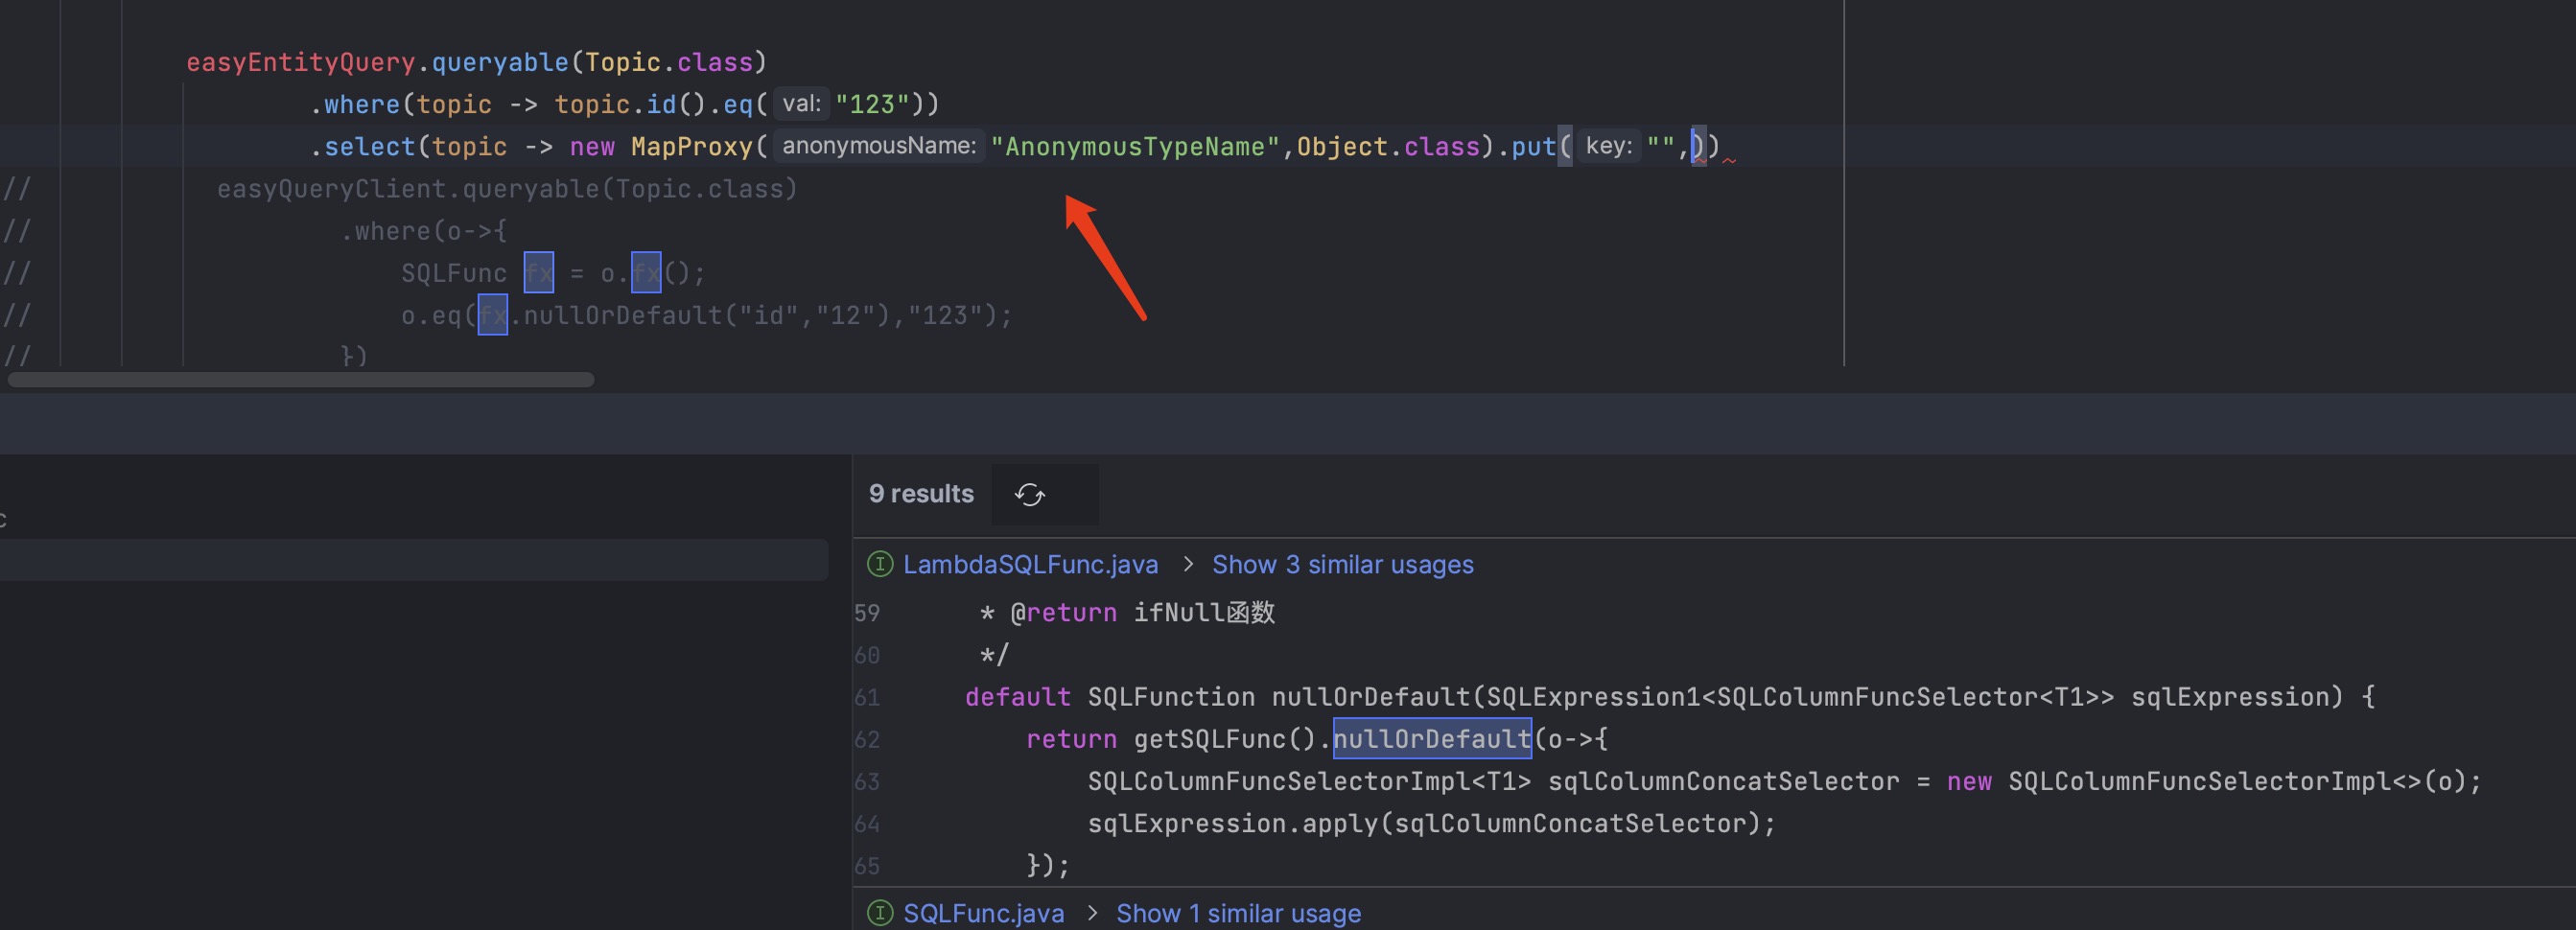 easyEntityQuery.queryable(Topic.class)
.where(topic -> topic.id().eq( val: "123"))
.select(topic -> new MapProxy( anonymousName: "AnonymousTypeName",Object.class).put( key: "",))
// easyQueryClient.queryable(Topic.class)
// .where(o->{
// SQLFunc fx = o.fx();
// o.eq(fx.nullOrDefault("id","12"),"123");
// })
9 results
c
LambdaSQLFunc.java > Show 3 similar usages
59 * @return ifNull函数
60 */
61 default SQLFunction nullOrDefault(SQLExpression1<SQLColumnFuncSelector<T1>> sqlExpression) {
62 return getSQLFunc().nullOrDefault(o->{
63 SQLColumnFuncSelectorImpl<T1> sqlColumnConcatSelector = new SQLColumnFuncSelectorImpl<>(o);
64 sqlExpression.apply(sqlColumnConcatSelector);
65 });
SQLFunc.java > Show 1 similar usage